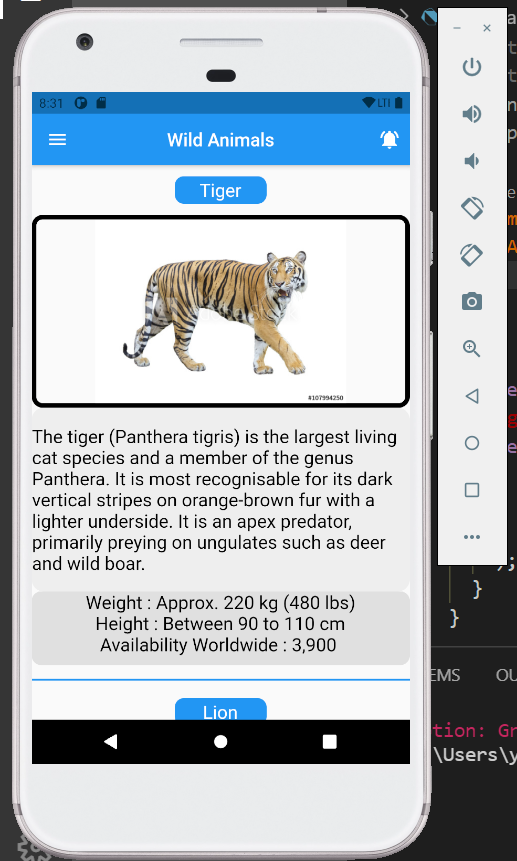 8:31
LTE
Wild Animals
Tiger
#107994250
The tiger (Panthera tigris) is the largest living
cat species and a member of the genus
Panthera. It is most recognisable for its dark
vertical stripes on orange-brown fur with a
lighter underside. It is an apex predator,
primarily preying on ungulates such as deer
and wild boar.
Weight : Approx. 220 kg (480 lbs)
Height : Between 90 to 110 cm
Availability Worldwide : 3,900
Lion
);
}
}
EMS OU
tion: Gr
\Users\y